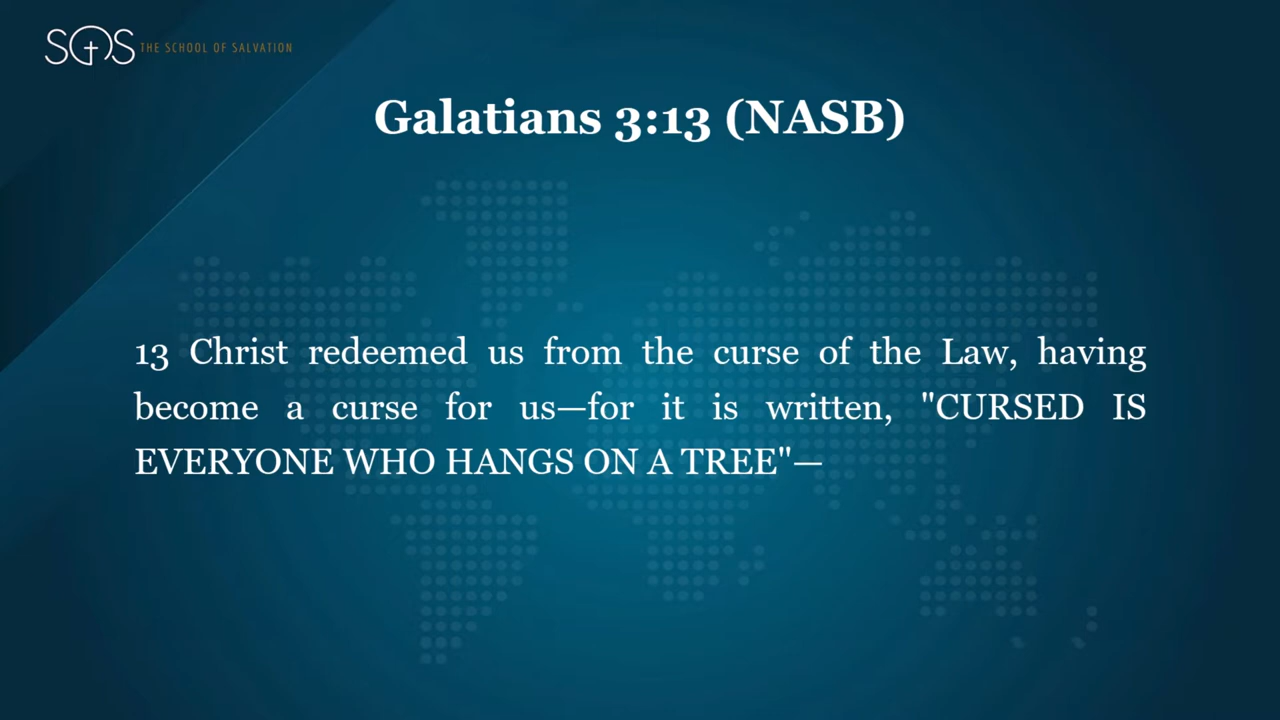 SOS THE SCHOOL OF SALVATION
Galatians 3:13 (NASB)
13 Christ redeemed us from the curse of the Law, having
become a curse for us—for it is written, "CURSED IS
EVERYONE WHO HANGS ON A TREE"—